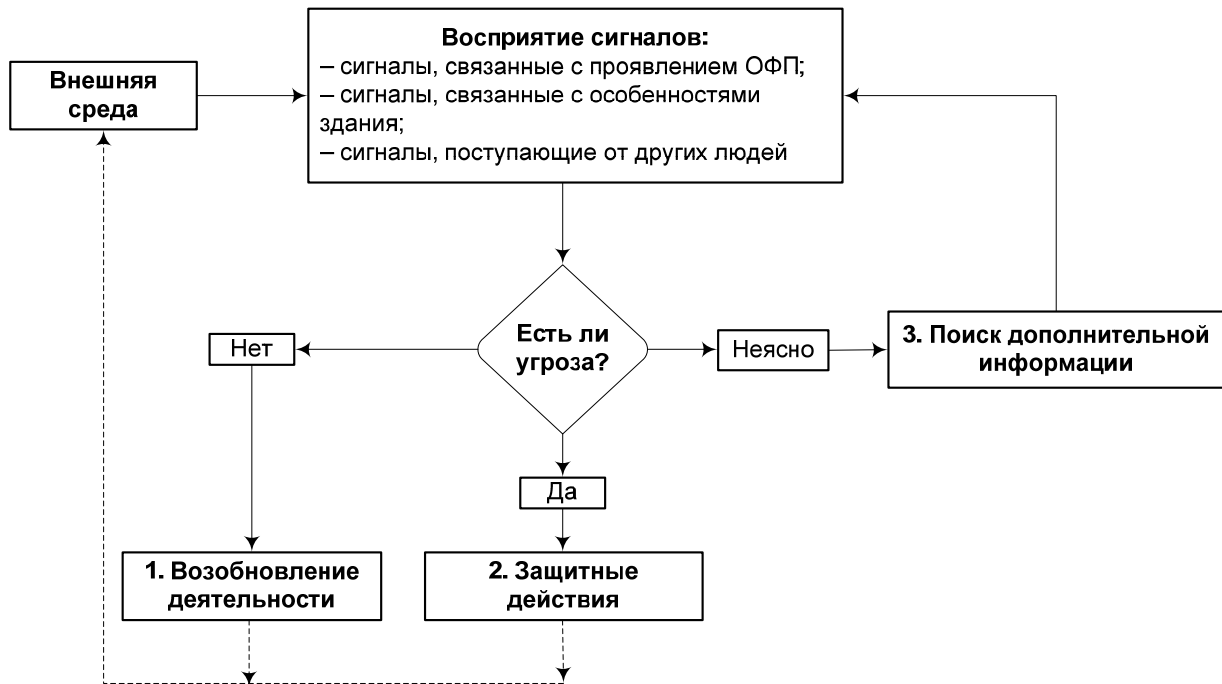 Внешняя
среда
Восприятие сигналов:
– сигналы, связанные с проявлением ОФП;
– сигналы, связанные с особенностями
здания;
– сигналы, поступающие от других людей
Есть ли
угроза?
Нет
Неясно
3. Поиск дополнительной
информации
Да
1. Возобновление
деятельности
2. Защитные
действия